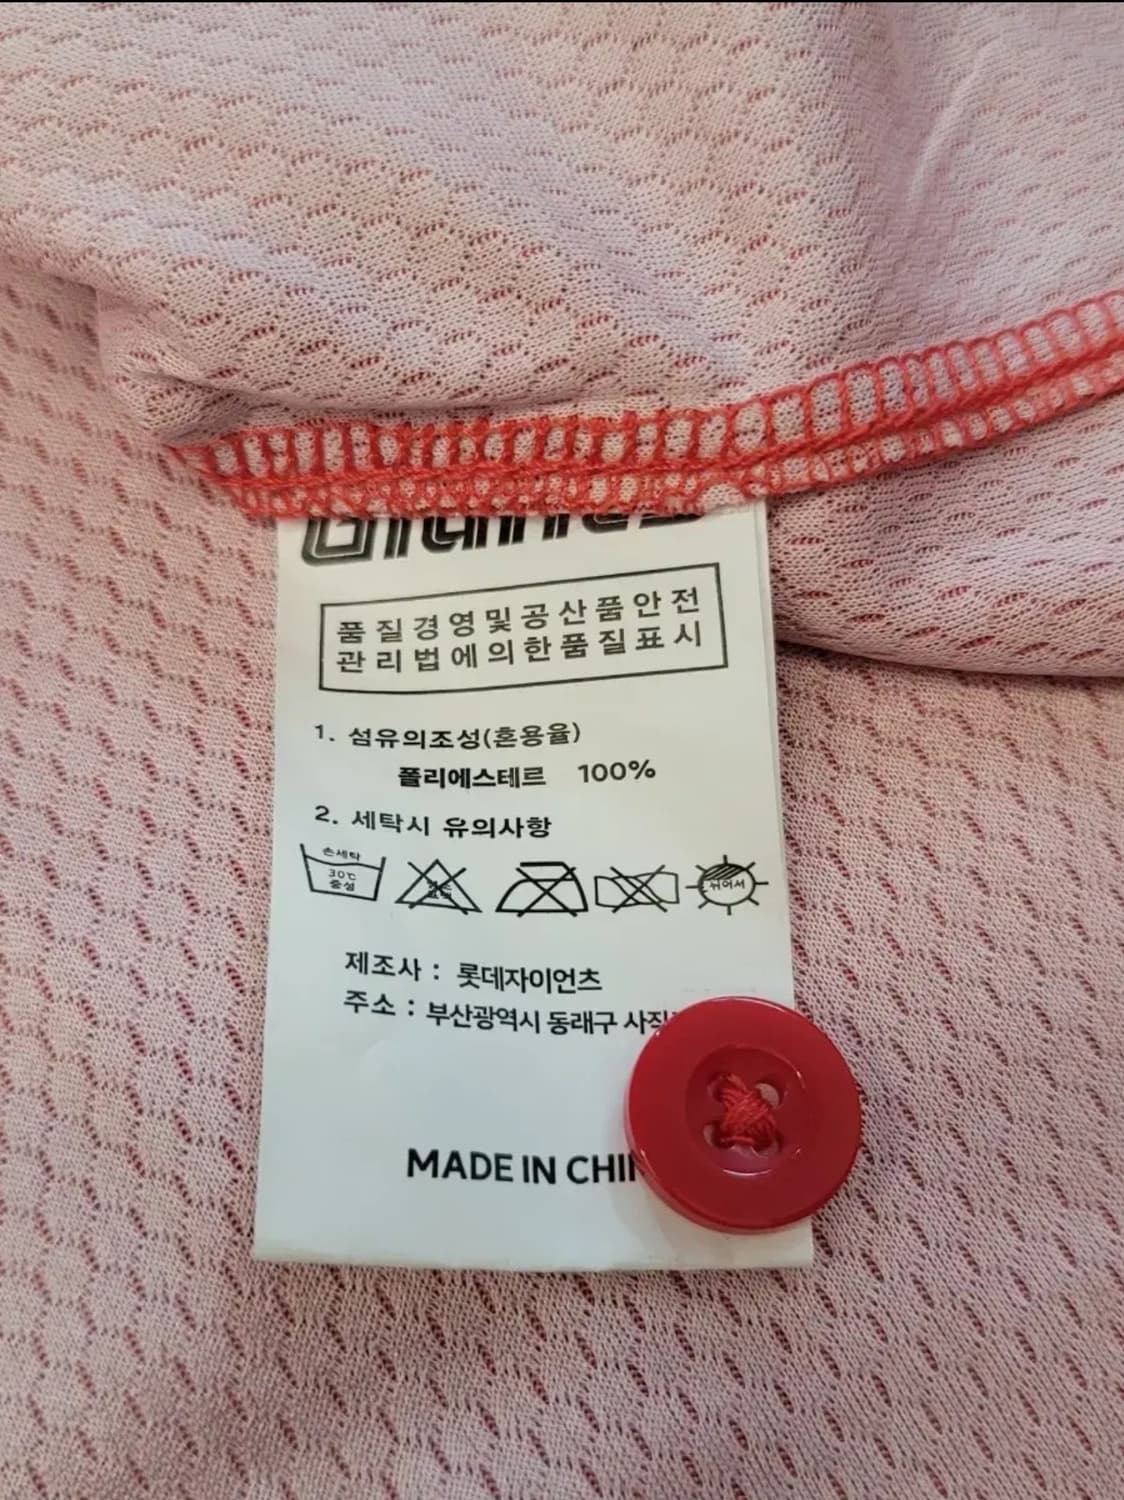 Giants
품질경영및공산품안전
관리법에의한품질표시
1. 섬유의조성(혼용율)
폴리에스테르 100%
2. 세탁시 유의사항
손세탁
30℃
중성
뉘어서
제조사 : 롯데자이언츠
주소 : 부산광역시 동래구
MADE IN